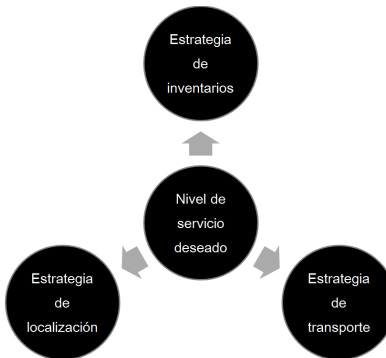 Estrategia
de
inventarios
Nivel de
servicio
deseado
Estrategia
de
localización
Estrategia
de
transporte